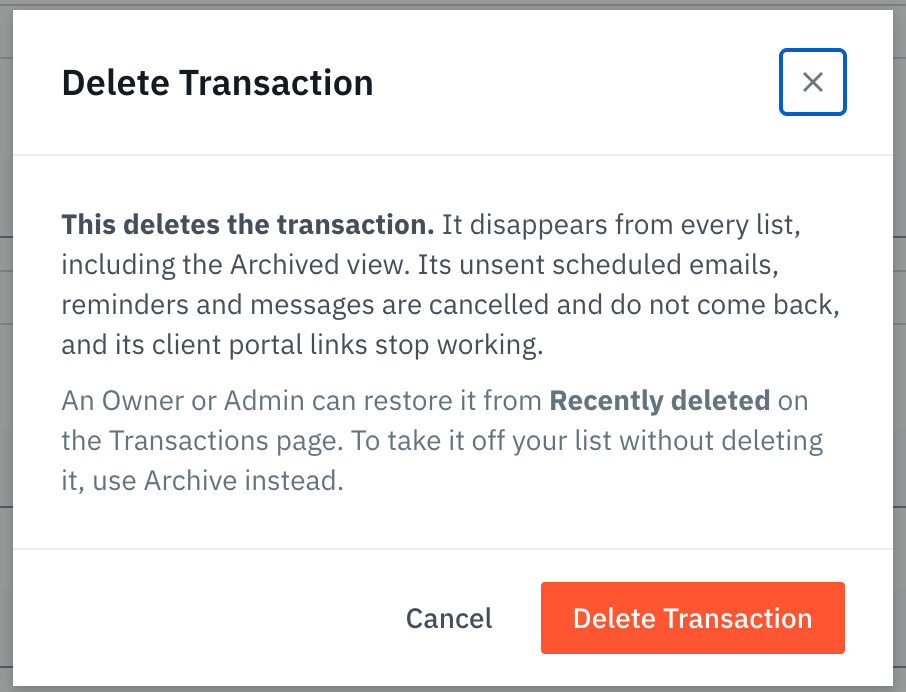 Delete Transaction
This deletes the transaction. It disappears from every list,
including the Archived view. Its unsent scheduled emails,
reminders and messages are cancelled and do not come back,
and its client portal links stop working.
An Owner or Admin can restore it from Recently deleted on
the Transactions page. To take it off your list without deleting
it, use Archive instead.
Cancel
Delete Transaction